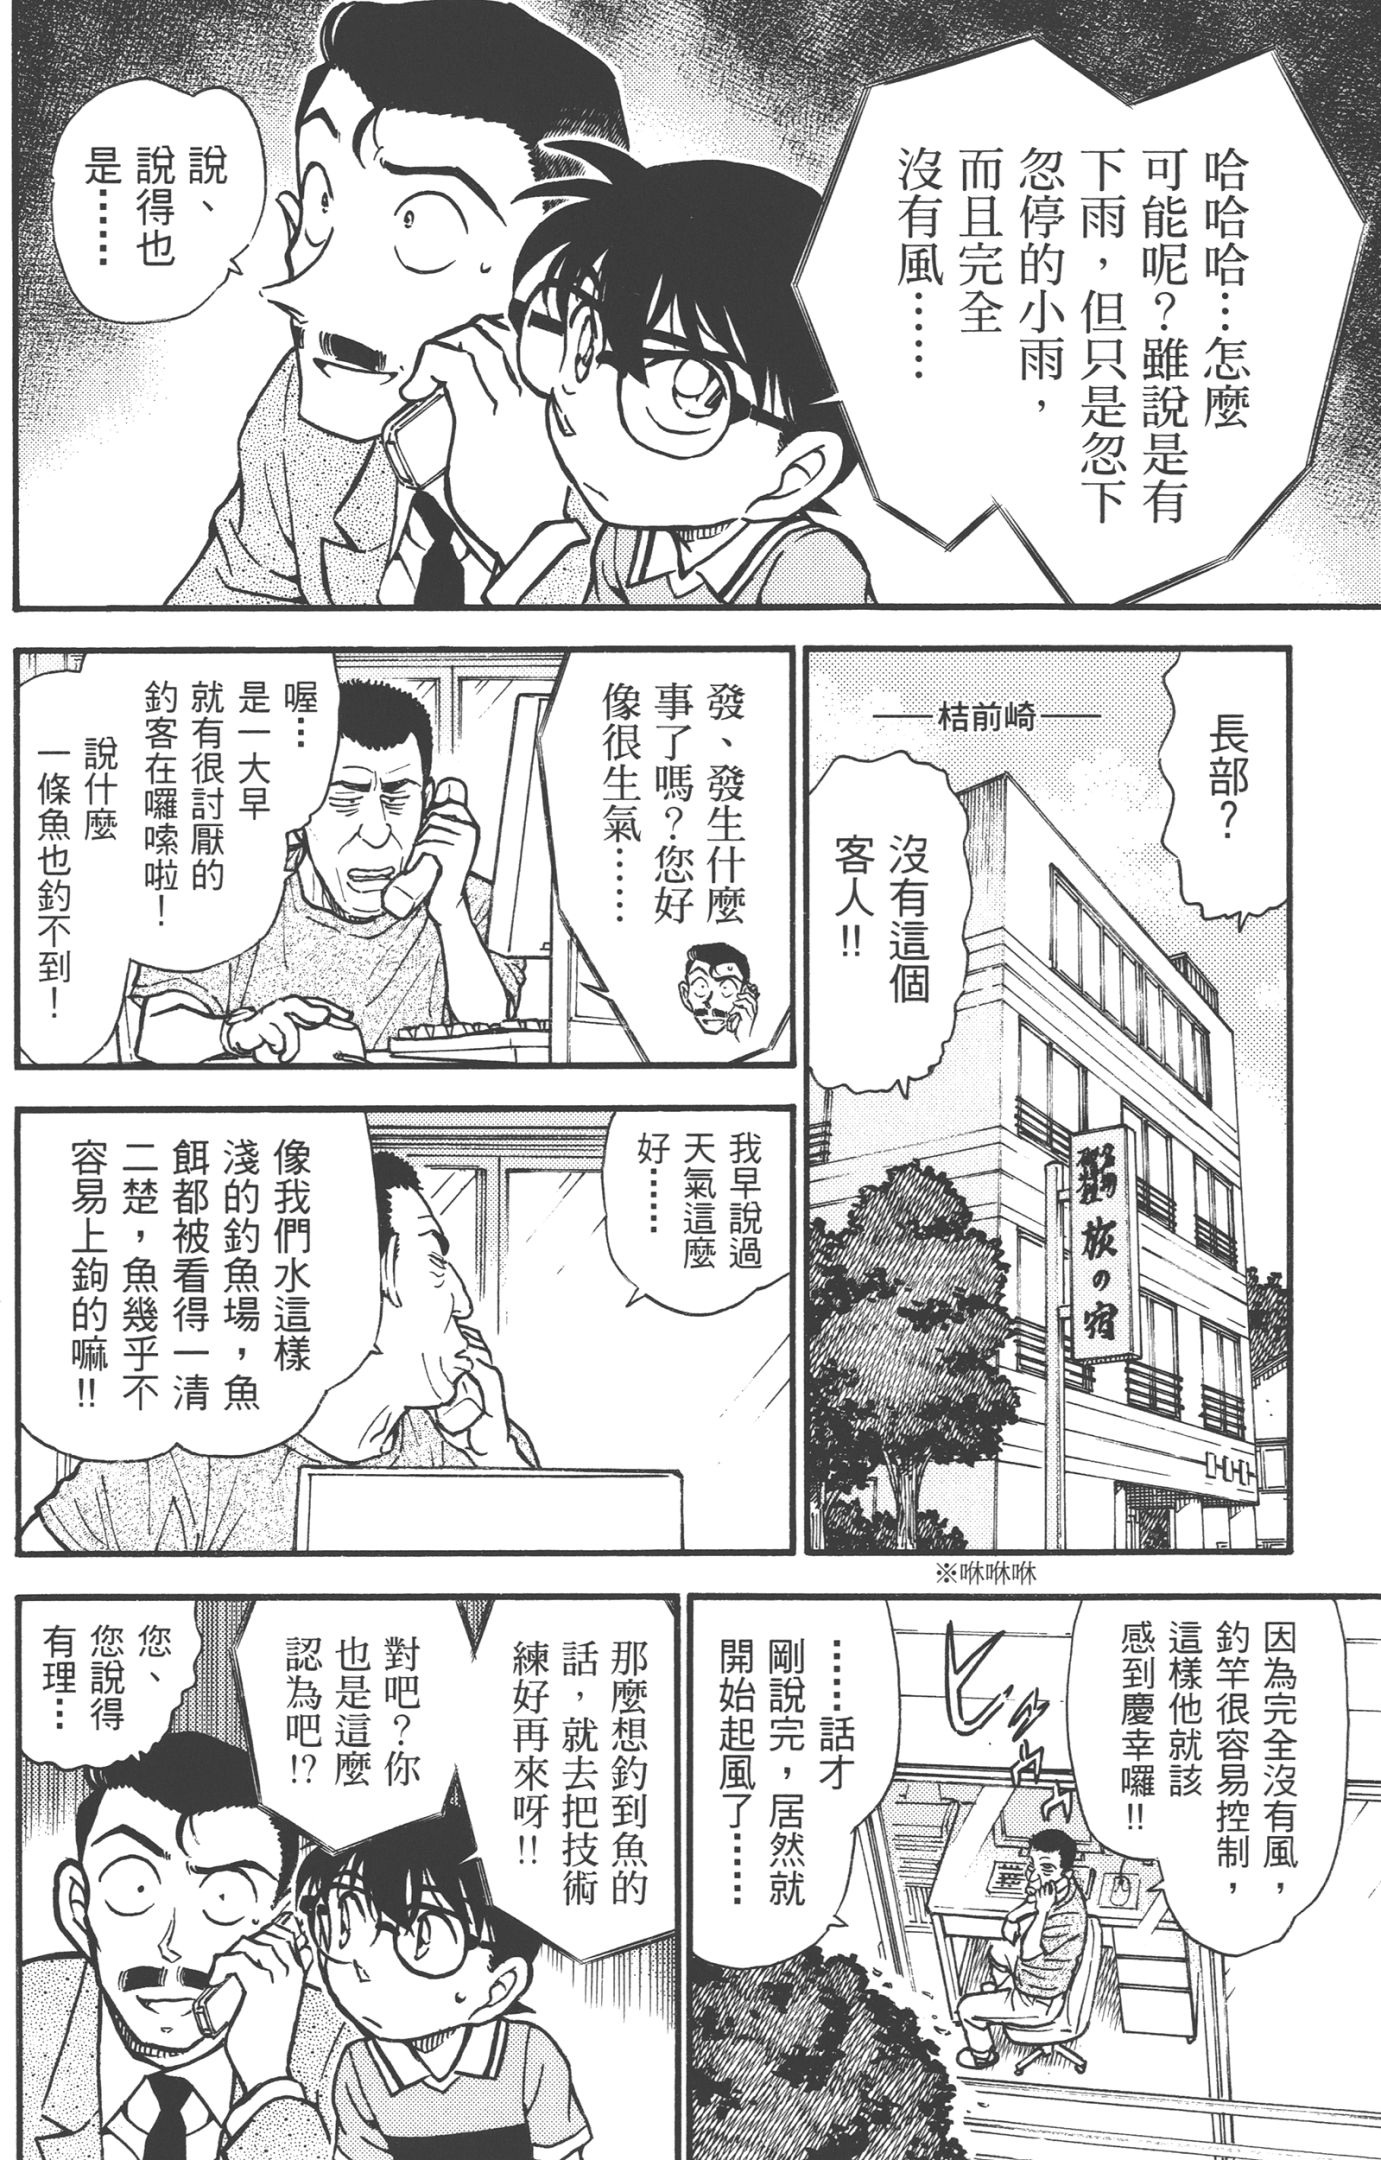 哈哈哈…怎麼
可能呢？雖說是有
下雨，但只是忽下
忽停的小雨，
而且完全
沒有風……
說、
說得也
是……
長部？
桔前崎
沒有這個
客人!!
旅の宿
發、發生什麼
事了嗎？您好
像很生氣……
喔…
是一大早
就有很討厭的
釣客在囉嗦啦！
說什麼
一條魚也釣不到！
我早說過
天氣這麼
好……
像我們水這樣
淺的釣魚場，魚
餌都被看得一清
二楚，魚幾乎不
容易上鉤的嘛!!
※咻咻咻
因為完全沒有風，
釣竿很容易控制，
這樣他就該
感到慶幸囉!!
ヒュウゥゥ
……話才
剛說完，居然就
開始起風了……
那麼想釣到魚的
話，就去把技術
練好再來呀!!
對吧？你
也是這麼
認為吧!?
您、
您說得
有理…